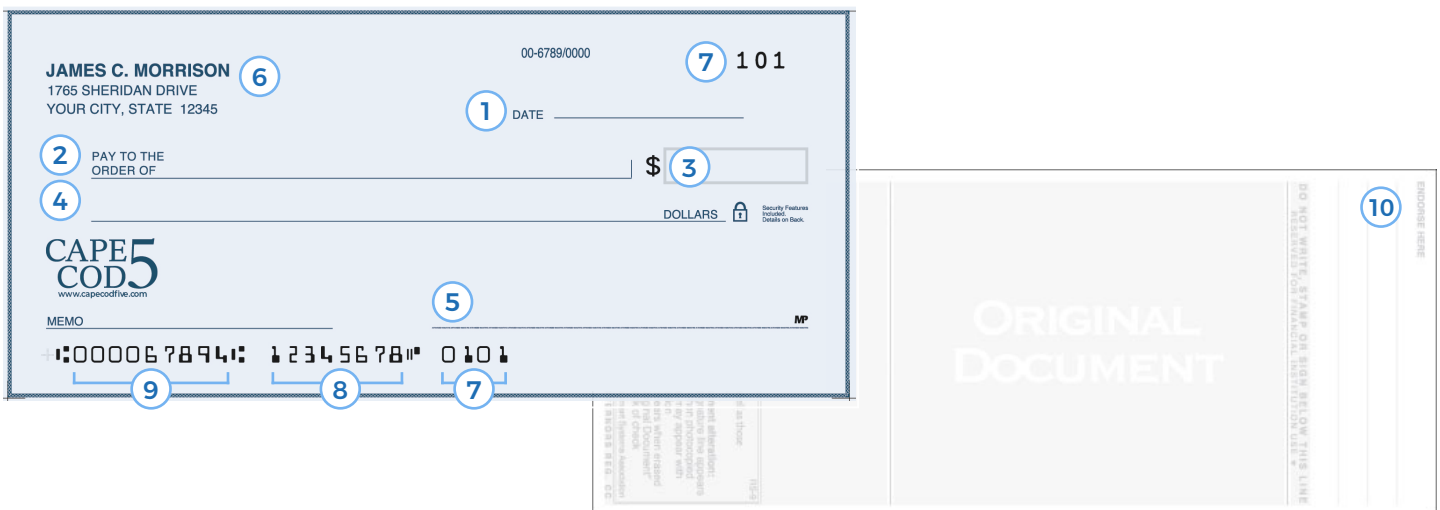 00-6789/0000
7
101
JAMES C. MORRISON
6
1765 SHERIDAN DRIVE
YOUR CITY, STATE 12345
1
DATE
2
PAY TO THE
ORDER OF
$
3
4
DOLLARS
Security Features
Included.
Details on Back.
CAPE
COD 5
www.capecodfive.com
5
MEMO
MP
⑆000067894⑆ 12345678⑈ 0101
9
8
7
10
ENDORSE HERE
DO NOT WRITE, STAMP OR SIGN BELOW THIS LINE
RESERVED FOR FINANCIAL INSTITUTION USE *
ORIGINAL
DOCUMENT